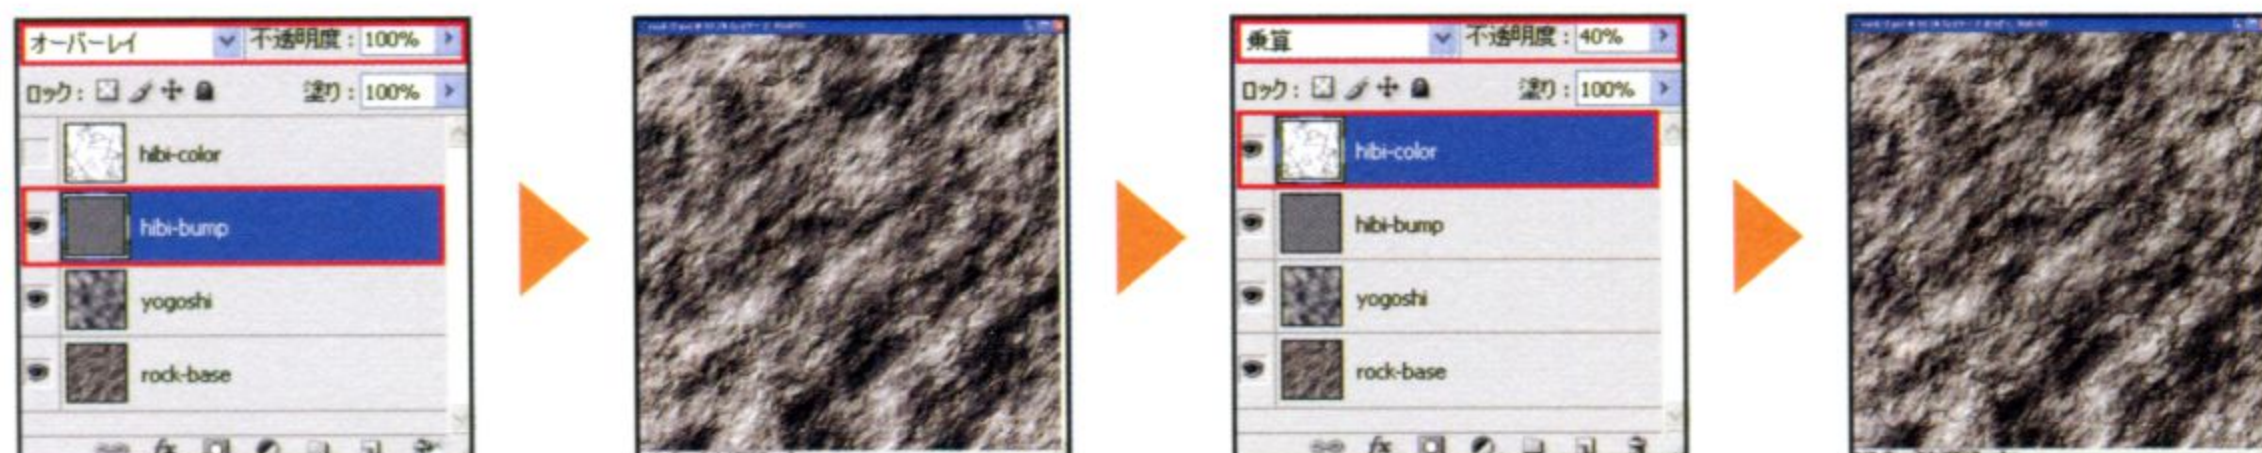 オーバーレイ 不透明度: 100%
ロック: 塗り: 100%
hibi-color
hibi-bump
yogoshi
rock-base
乗算 不透明度: 40%
ロック: 塗り: 100%
hibi-color
hibi-bump
yogoshi
rock-base